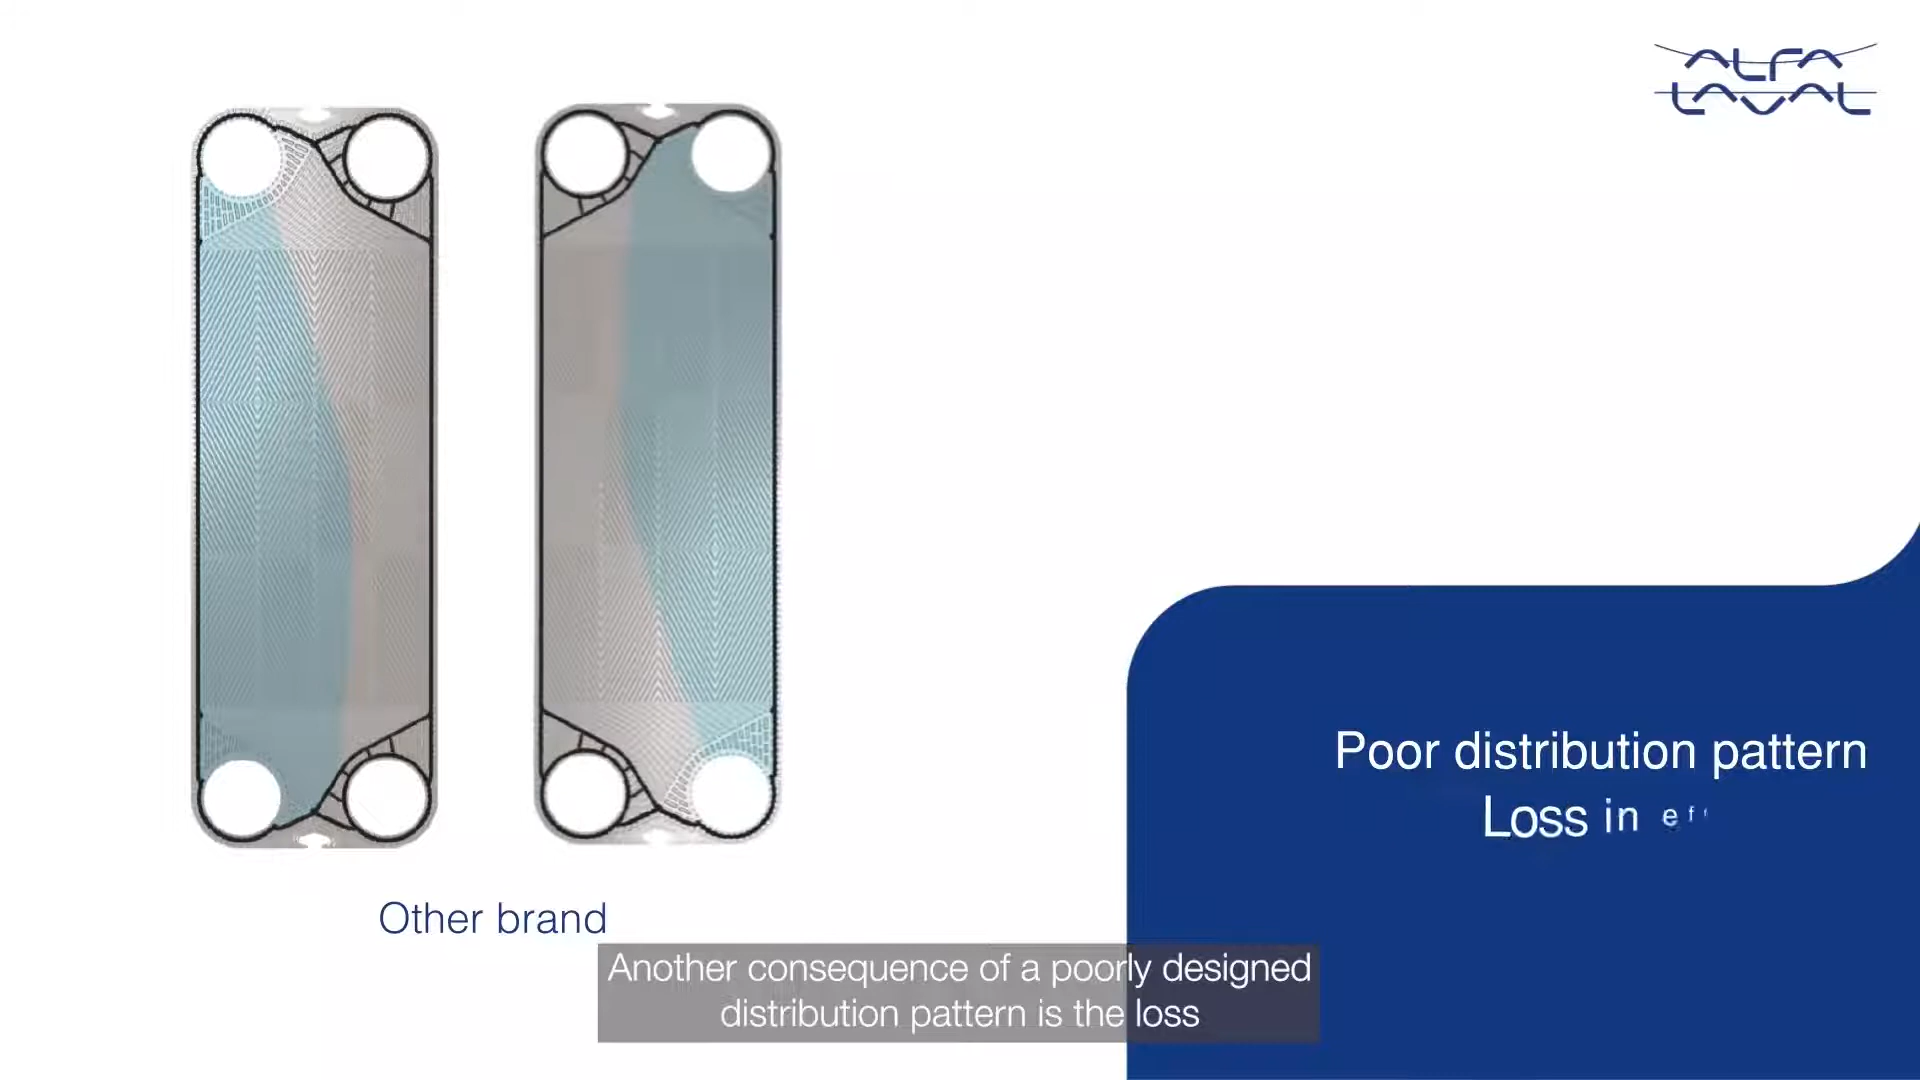 ALFA
LAVAL
Poor distribution pattern
Loss in eff
Other brand
Another consequence of a poorly designed
distribution pattern is the loss